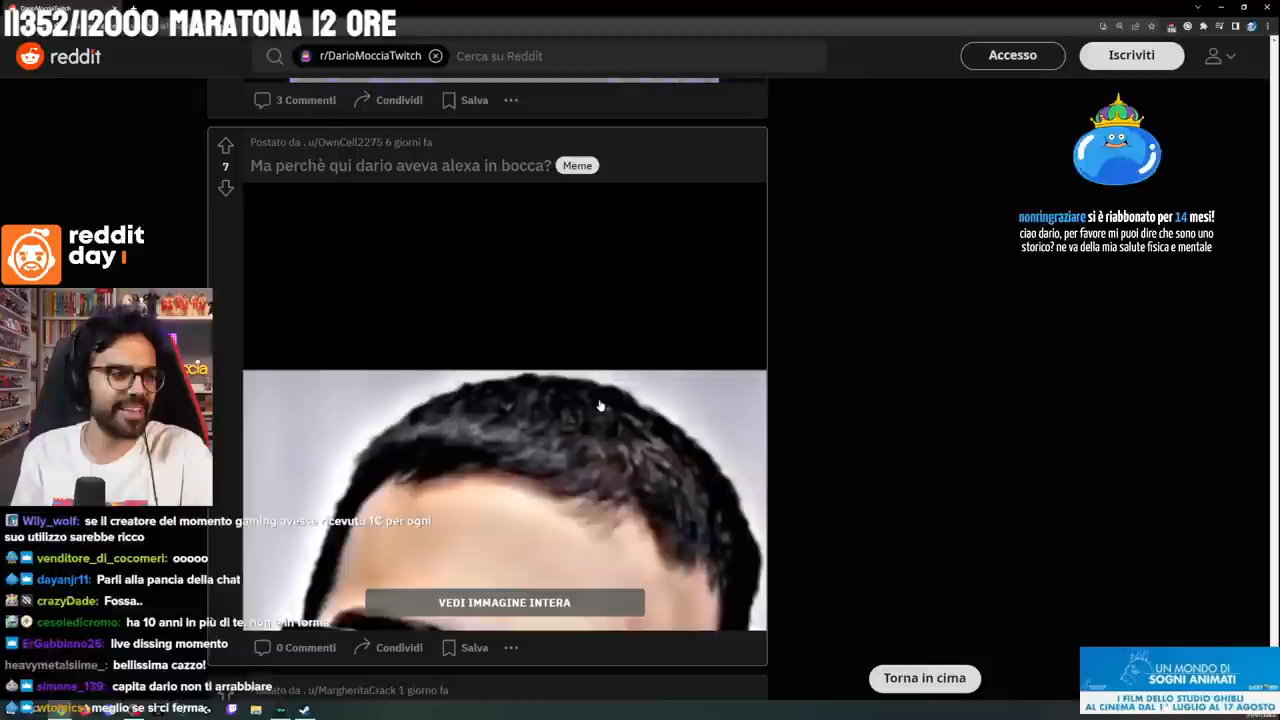 11352/12000 MARATONA 12 ORE
reddit
r/DarioMocciaTwitch
Cerca su Reddit
Accesso
Iscriviti
3 Commenti
Condividi
Salva
Postato da . u/OwnCell2275 6 giorni fa
7
Ma perchè qui dario aveva alexa in bocca?
Meme
nonringraziare si è riabbonato per 14 mesi!
ciao dario, per favore mi puoi dire che sono uno
storico? ne va della mia salute fisica e mentale
reddit
day
Wily_wolf: se il creatore del momento gaming avesse ricevuto 1€ per ogni
suo utilizzo sarebbe ricco
venditore_di_cocomeri: ooooo
dayanjr11: Parli alla pancia della chat
crazyDade: Fossa..
cesoledicromo: ha 10 anni in più di te, non è in forma
ErGabbiano26: live dissing momento
heavymetalslime_: bellissima cazzo!
simone_139: capita dario non ti arrabbiare
meglio se si ci ferma
VEDI IMMAGINE INTERA
0 Commenti
Condividi
Salva
u/MargheritaCrack 1 giorno fa
Torna in cima
UN MONDO DI
SOGNI ANIMATI
I FILM DELLO STUDIO GHIBLI
AL CINEMA DAL 1° LUGLIO AL 17 AGOSTO